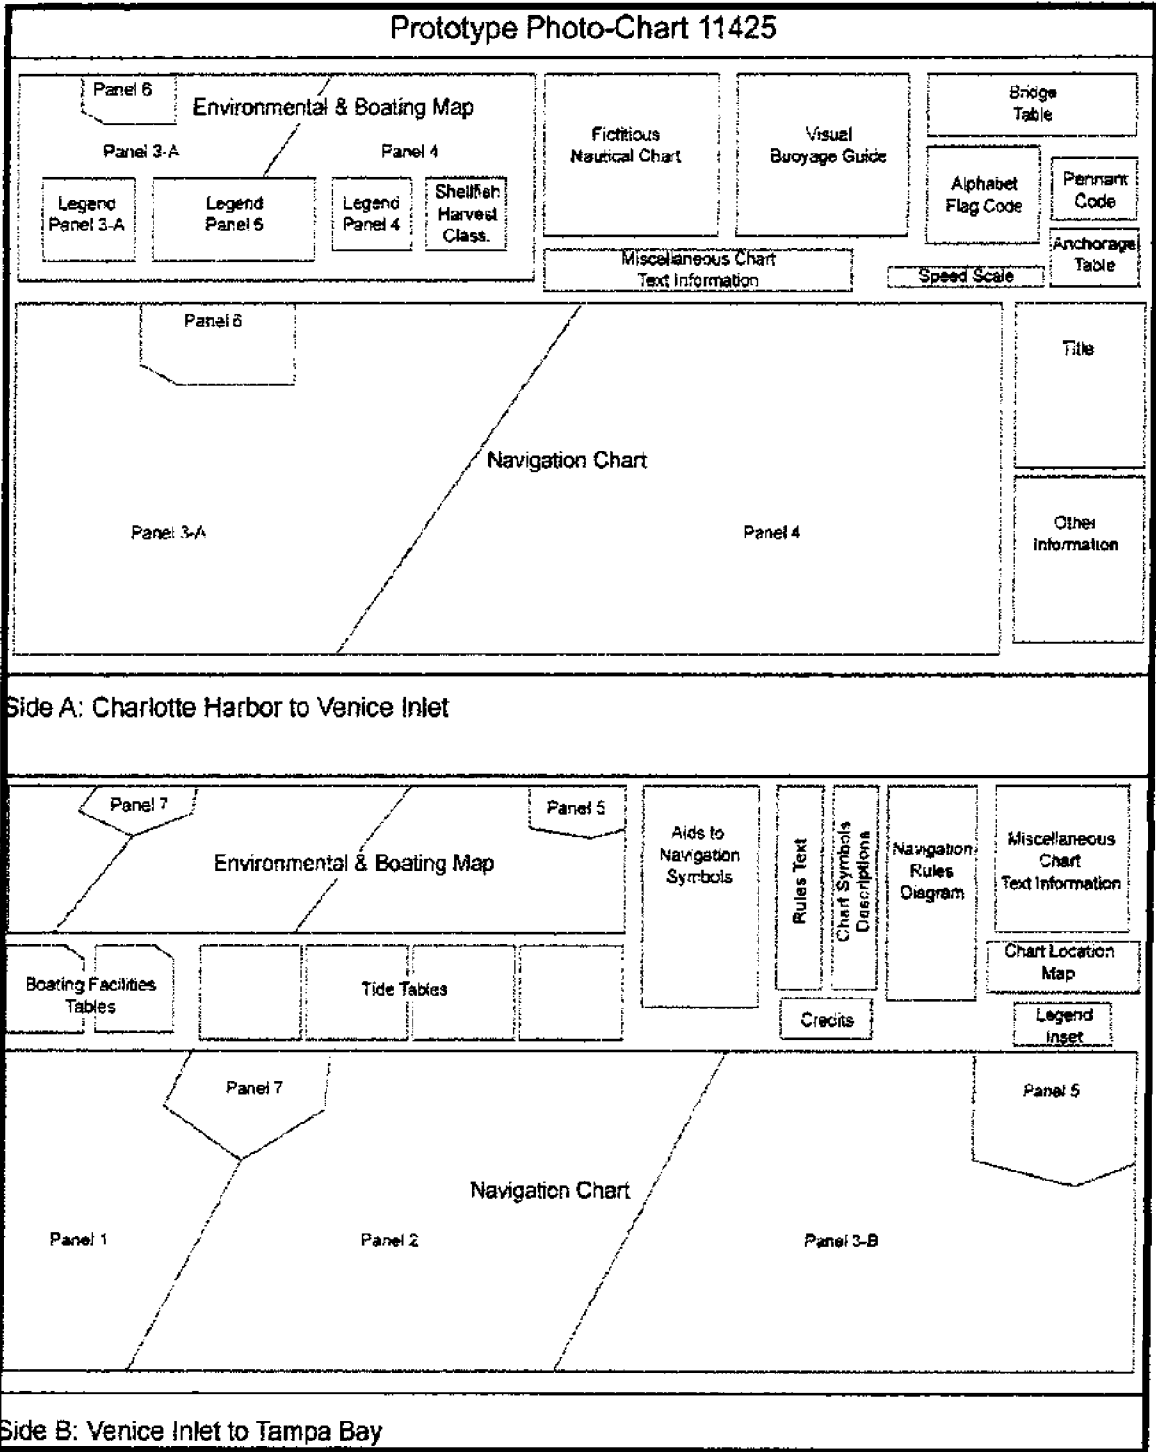 Prototype Photo-Chart 11425
Panel 6
Environmental & Boating Map
Panel 3-A
Panel 4
Legend
Panel 3-A
Legend
Panel 6
Legend
Panel 4
Shellfish
Harvest
Class.
Fictitious
Nautical Chart
Visual
Buoyage Guide
Bridge
Table
Alphabet
Flag Code
Pennant
Code
Anchorage
Table
Miscellaneous Chart
Text Information
Speed Scale
Panel 6
Navigation Chart
Panel 3-A
Panel 4
Title
Other
Information
Side A: Charlotte Harbor to Venice Inlet
Panel 7
Environmental & Boating Map
Panel 5
Aids to
Navigation
Symbols
Rules Text
Chart Symbols
Descriptions
Navigation
Rules
Diagram
Miscellaneous
Chart
Text Information
Boating Facilities
Tables
Tide Tables
Credits
Chart Location
Map
Legend
Inset
Panel 7
Panel 5
Navigation Chart
Panel 1
Panel 2
Panel 3-B
Side B: Venice Inlet to Tampa Bay